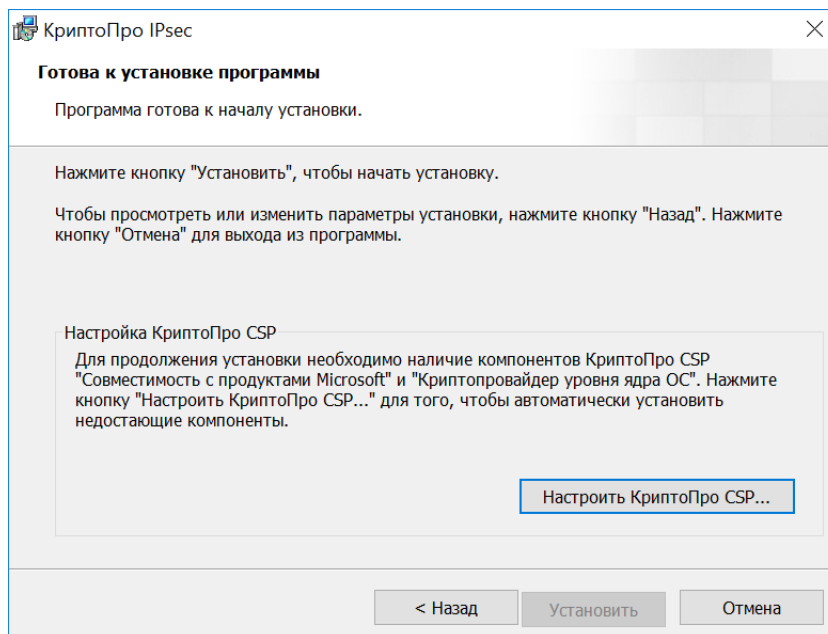 КриптоПро IPsec
Готова к установке программы
Программа готова к началу установки.
Нажмите кнопку "Установить", чтобы начать установку.
Чтобы просмотреть или изменить параметры установки, нажмите кнопку "Назад". Нажмите
кнопку "Отмена" для выхода из программы.
Настройка КриптоПро CSP
Для продолжения установки необходимо наличие компонентов КриптоПро CSP
"Совместимость с продуктами Microsoft" и "Криптопровайдер уровня ядра ОС". Нажмите
кнопку "Настроить КриптоПро CSP..." для того, чтобы автоматически установить
недостающие компоненты.
Настроить КриптоПро CSP...
< Назад
Установить
Отмена